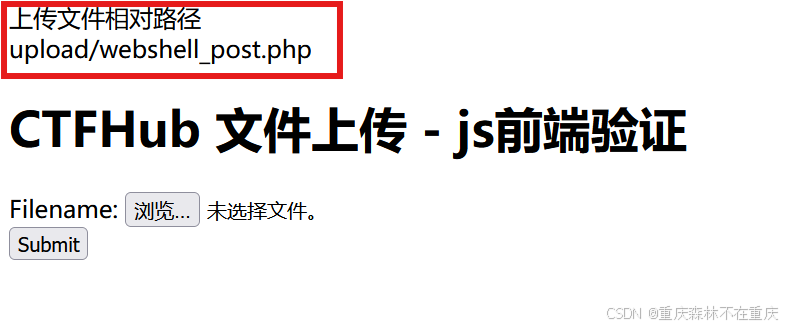 上传文件相对路径
upload/webshell_post.php
CTFHub 文件上传 - js前端验证
Filename: 浏览... 未选择文件。
Submit
CSDN @重庆森林不在重庆